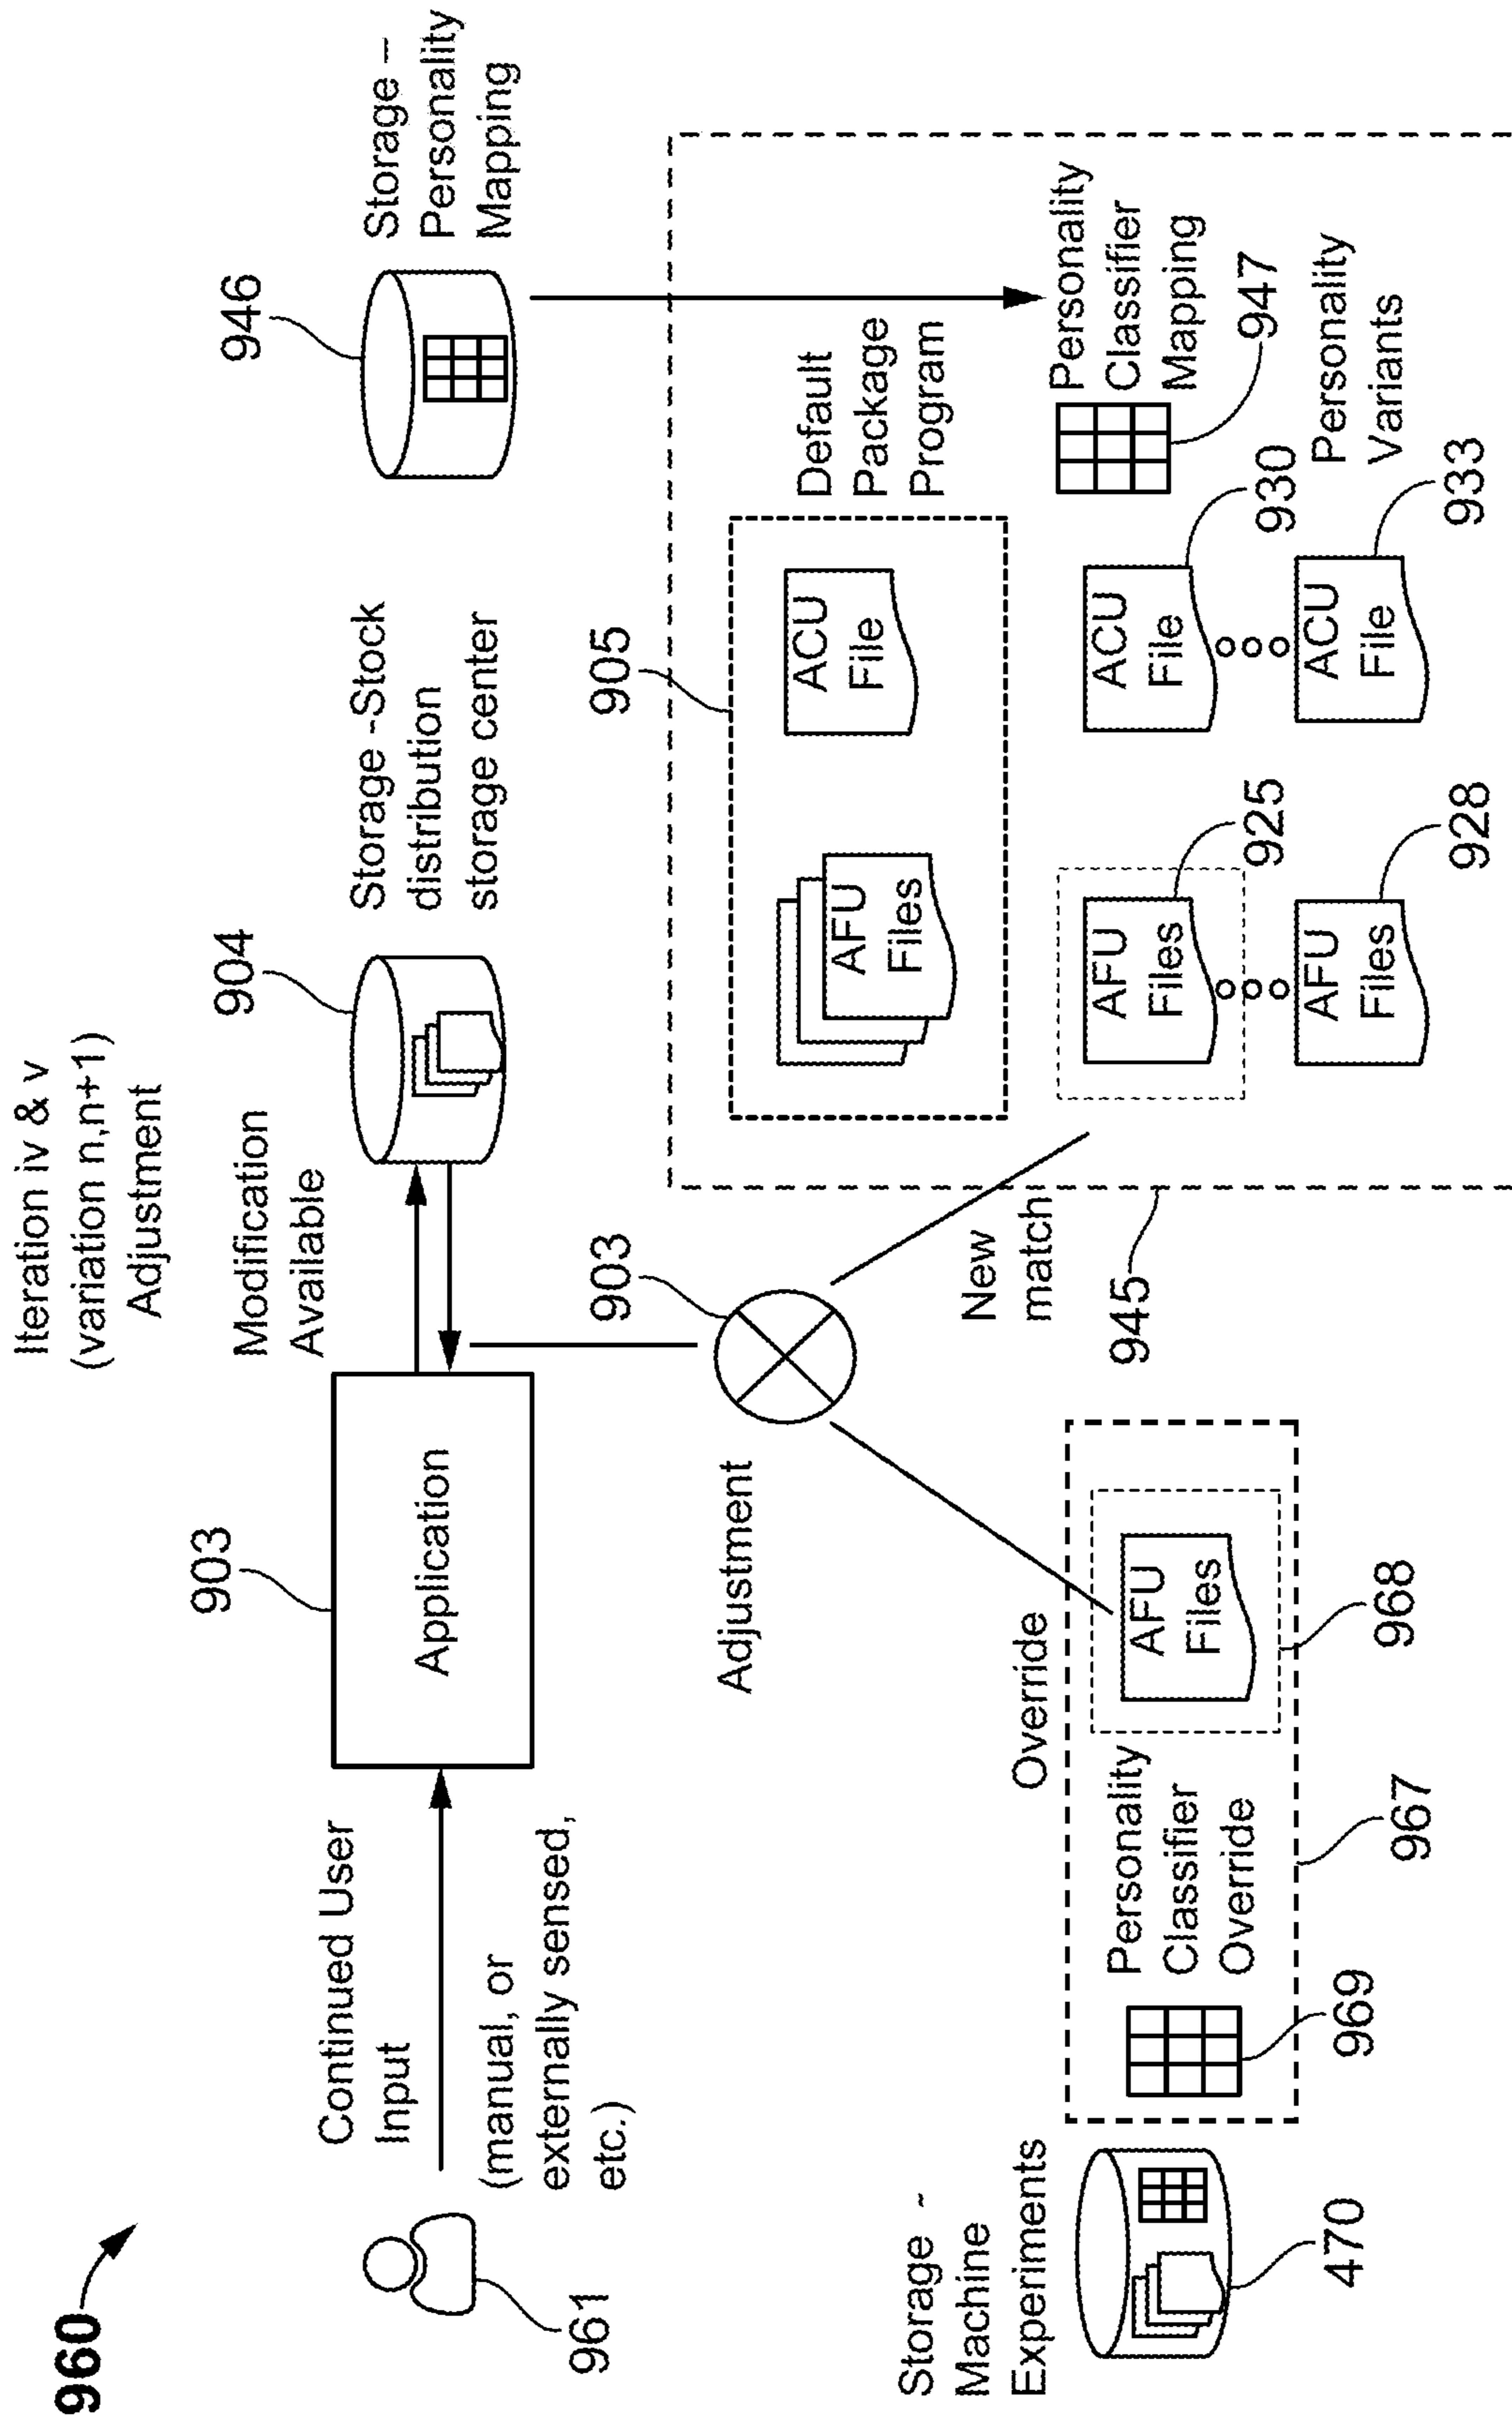 960
Iteration iv & v
(variation n,n+1)
Adjustment
961
Continued User
Input
(manual, or
externally sensed,
etc.)
903
Application
Modification
Available
904
Storage -Stock
distribution
storage center
946
Storage –
Personality
Mapping
Adjustment
903
New
match
945
905
AFU
Files
ACU
File
Default
Package
Program
AFU
Files
925
ACU
File
930
Personality
Classifier
Mapping
947
AFU
Files
928
ACU
File
933
Personality
Variants
Storage ~
Machine
Experiments
470
Override
969
Personality
Classifier
Override
AFU
Files
968
967